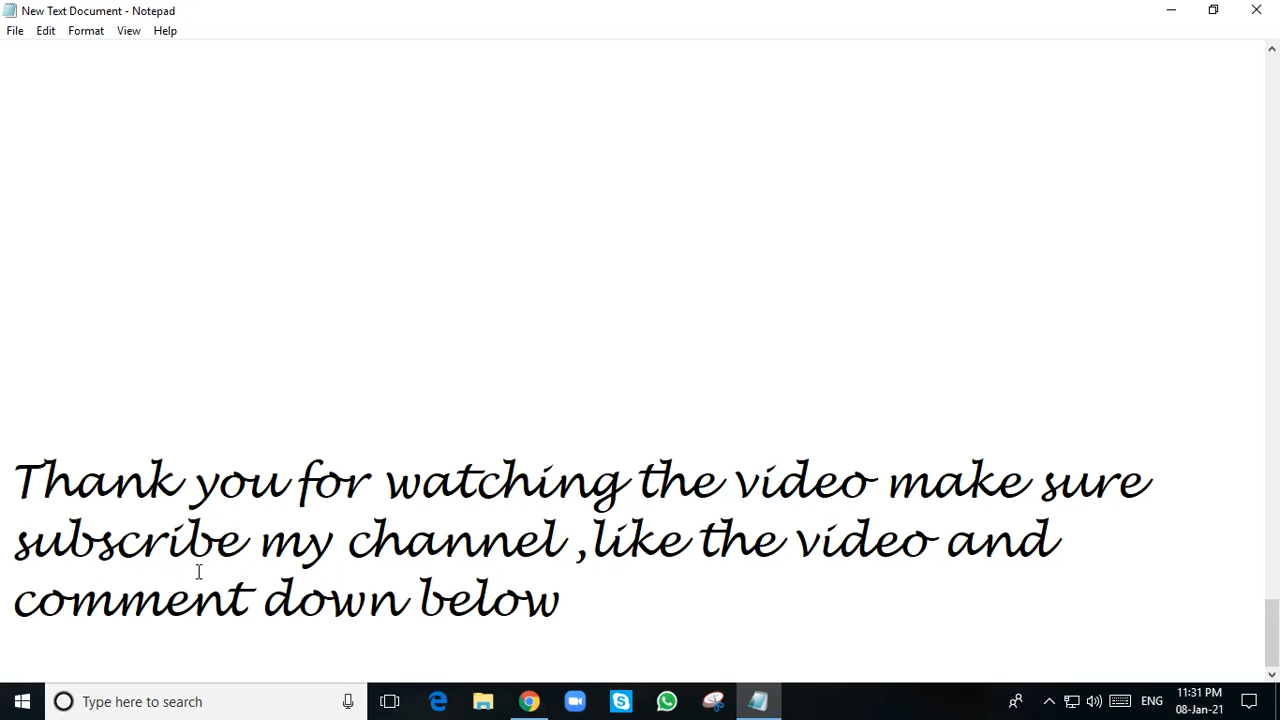 New Text Document - Notepad
File Edit Format View Help
Thank you for watching the video make sure
subscribe my channel ,like the video and
comment down below
Type here to search
ENG
11:31 PM
08-Jan-21